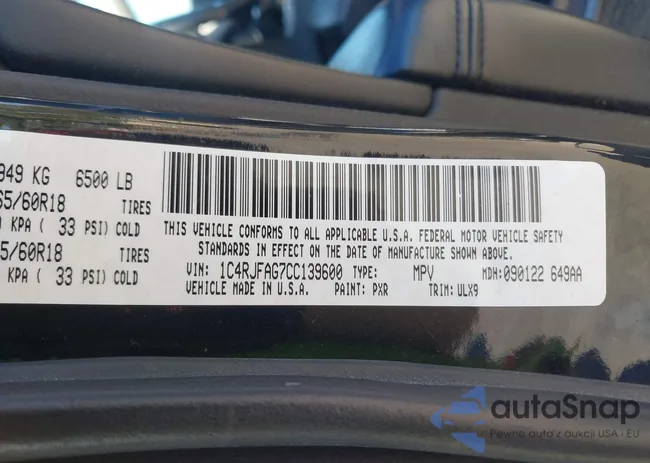 949 KG 6500 LB
65/60R18 TIRES
KPA ( 33 PSI) COLD
5/60R18 TIRES
KPA ( 33 PSI) COLD
THIS VEHICLE CONFORMS TO ALL APPLICABLE U.S.A. FEDERAL MOTOR VEHICLE SAFETY
STANDARDS IN EFFECT ON THE DATE OF MANUFACTURE SHOWN ABOVE.
VIN: 1C4RJFAG7CC139600 TYPE: MPV MDH: 090122 649AA
VEHICLE MADE IN U.S.A. PAINT: PXR TRIM: ULX9
autaSnap
Pewne auto z aukcji USA i EU